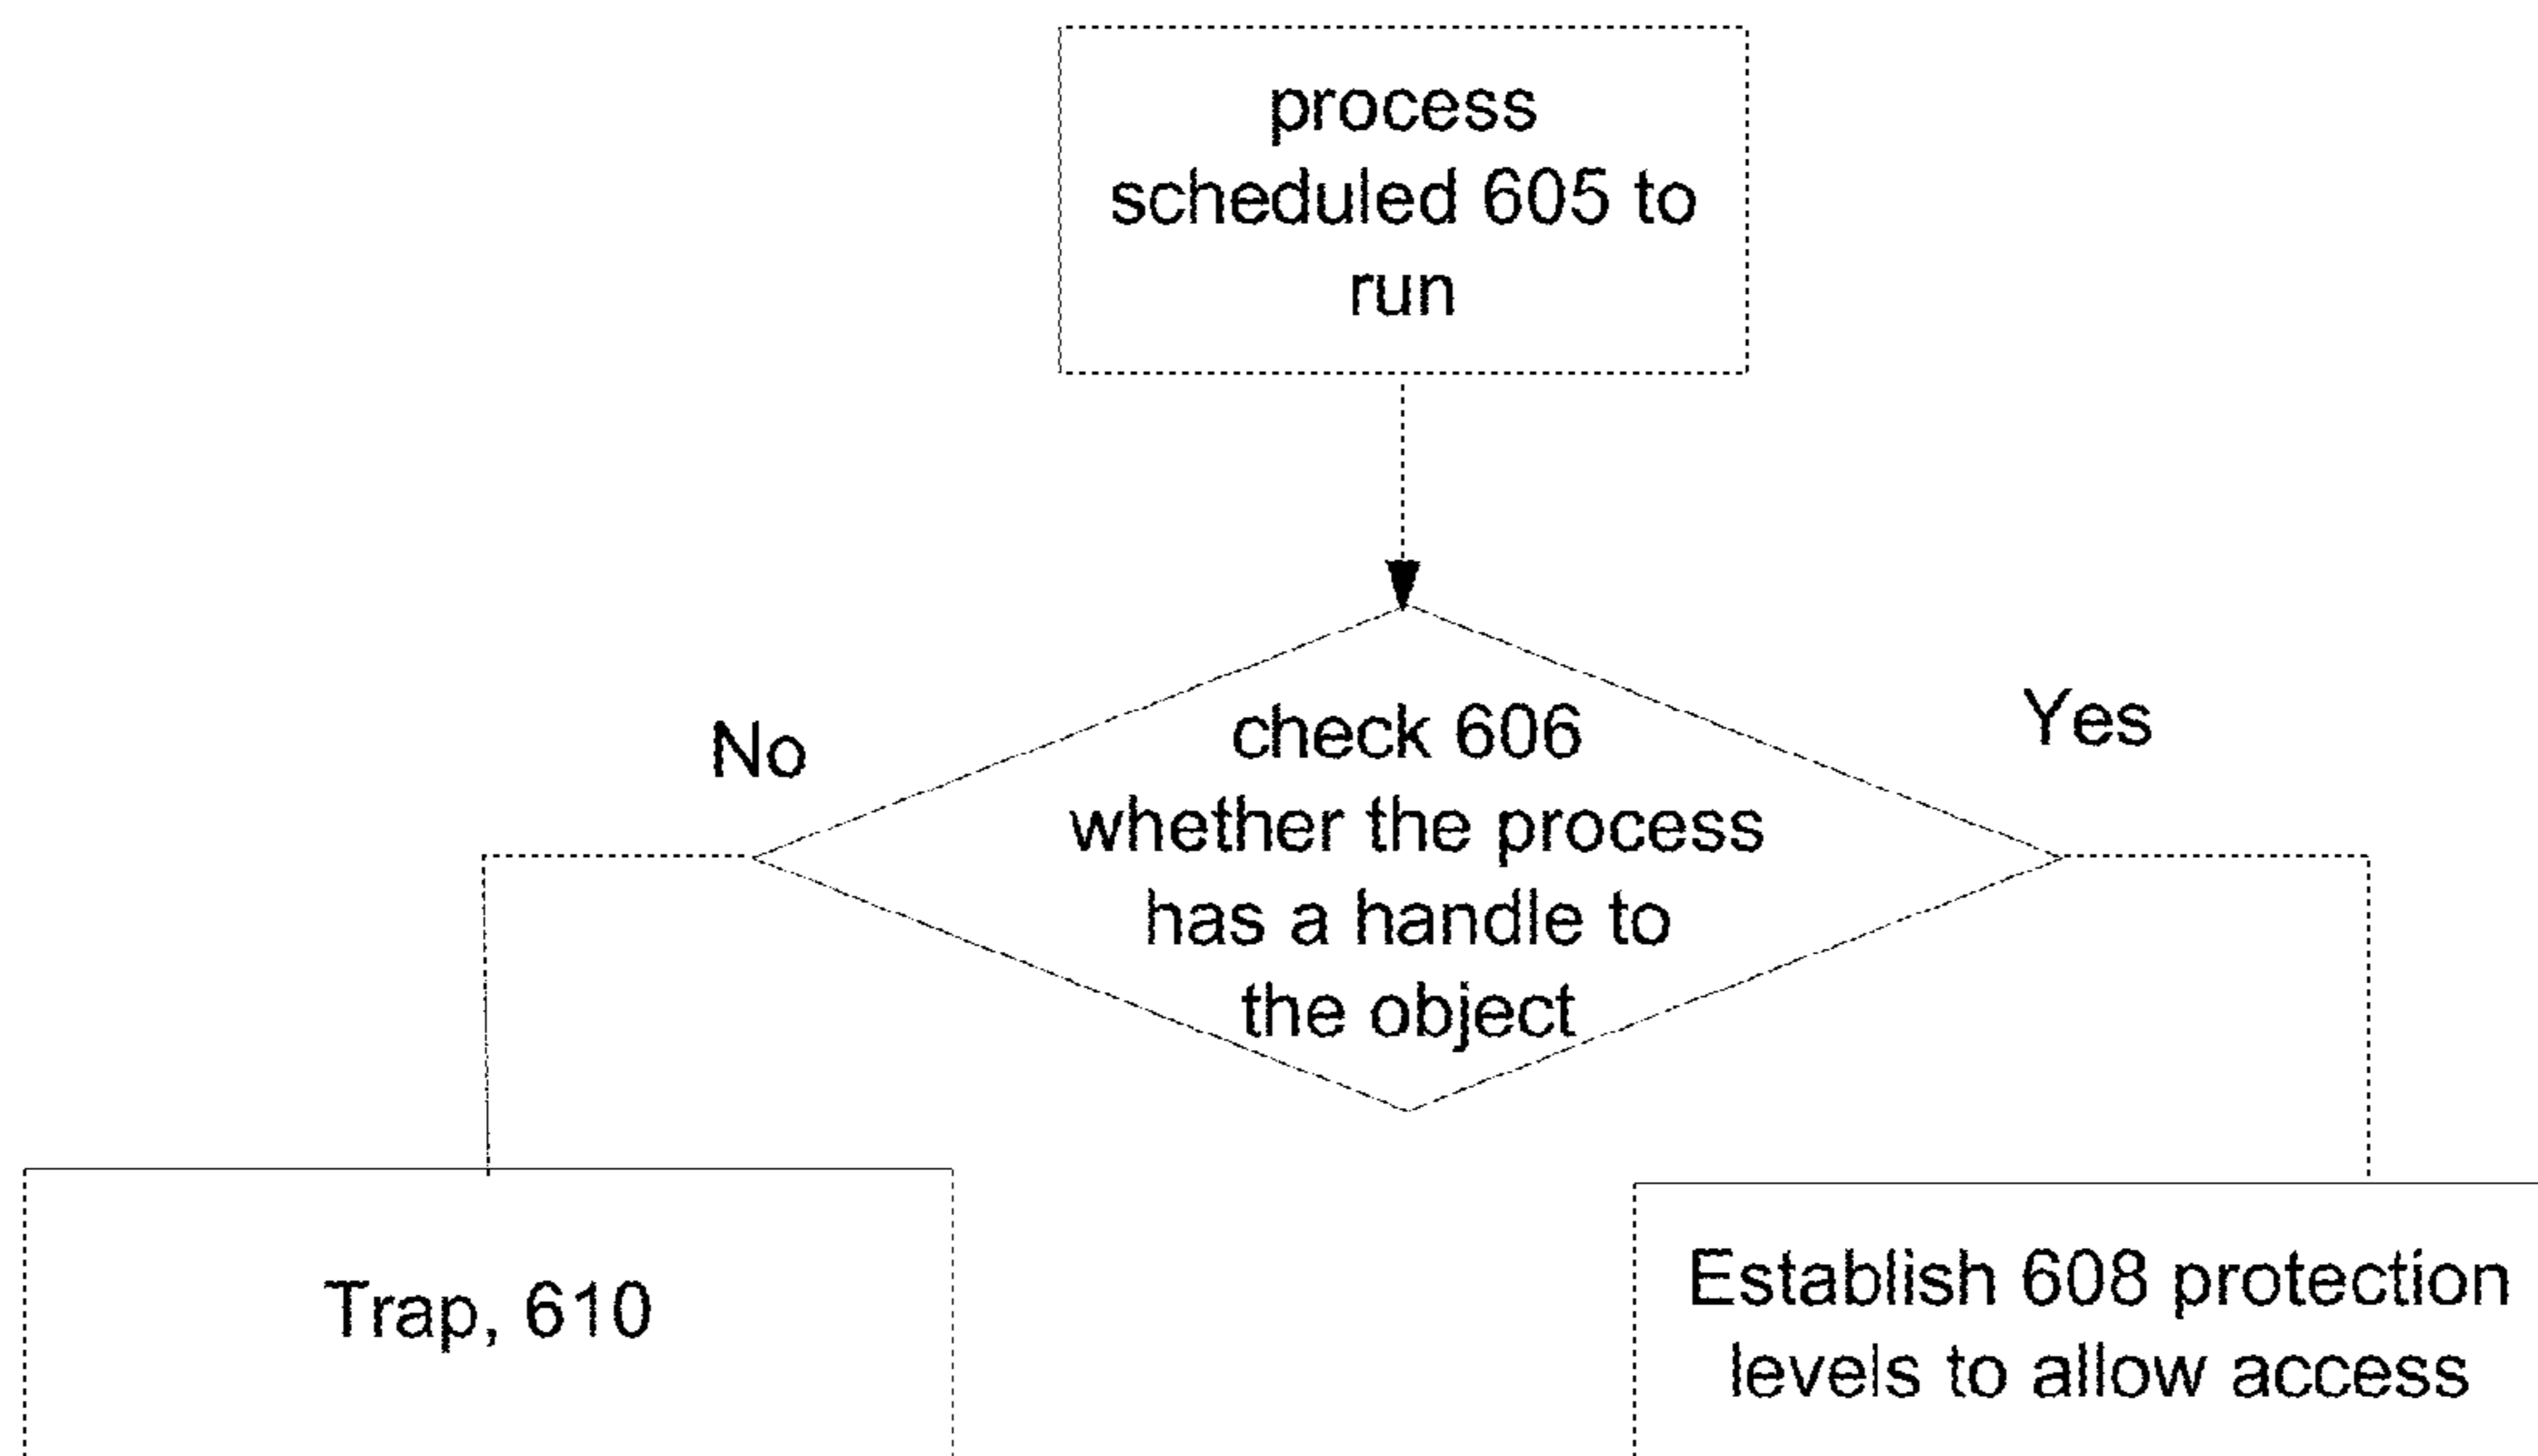 process
scheduled 605 to
run
No
Yes
check 606
whether the process
has a handle to
the object
Trap, 610
Establish 608 protection
levels to allow access